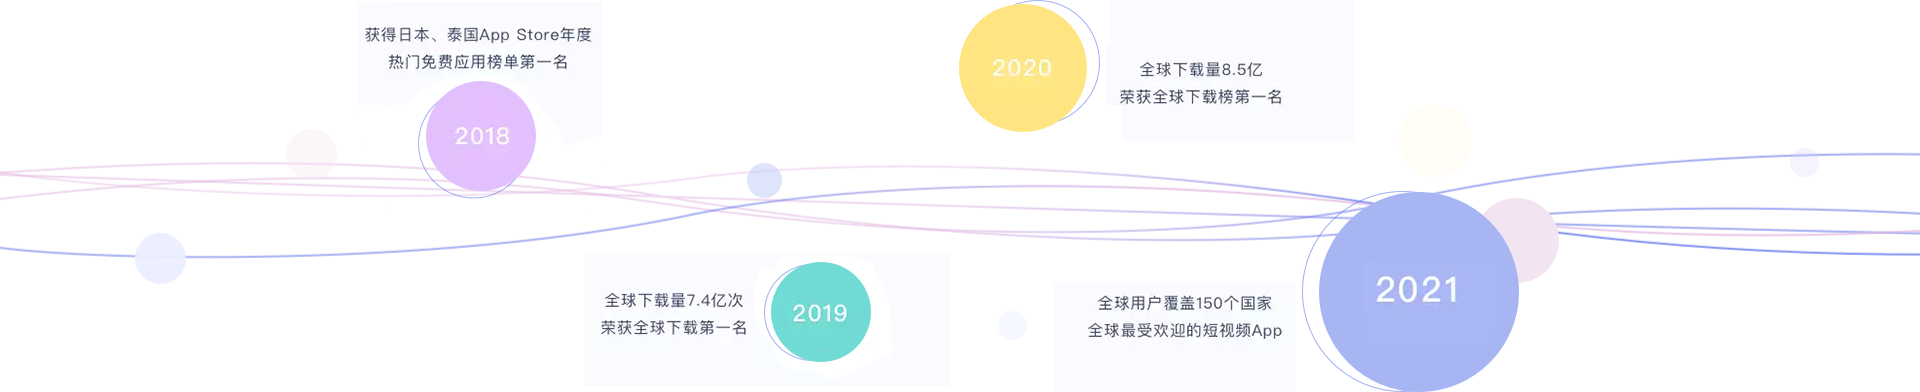 获得日本、泰国App Store年度
热门免费应用榜单第一名
2018
全球下载量7.4亿次
荣获全球下载第一名
2019
2020
全球下载量8.5亿
荣获全球下载榜第一名
全球用户覆盖150个国家
全球最受欢迎的短视频App
2021